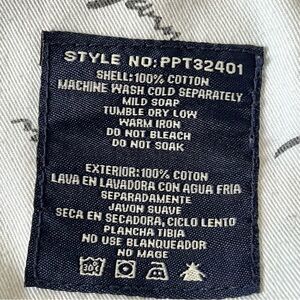 STYLE NO: PPT32401
SHELL: 100% COTTON
MACHINE WASH COLD SEPARATELY
MILD SOAP
TUMBLE DRY LOW
WARM IRON
DO NOT BLEACH
DO NOT SOAK
EXTERIOR: 100% COTON
LAVA EN LAVADORA CON AGUA FRIA
SEPARADAMENTE
JAVON SUAVE
SECA EN SECADORA, CICLO LENTO
PLANCHA TIBIA
NO USE BLANQUEADOR
NO MAGE
30°